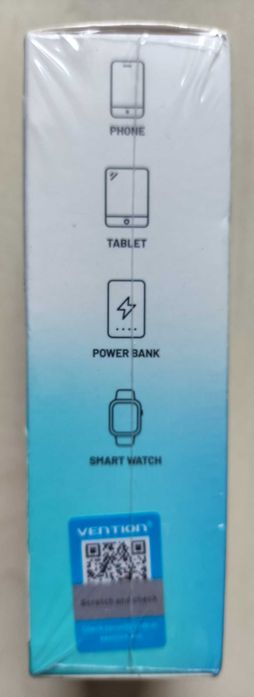 PHONE
TABLET
POWER BANK
SMART WATCH
VENTION
Scratch and check